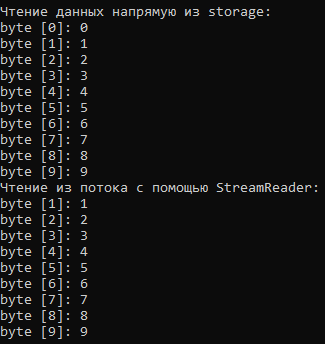 Чтение данных напрямую из storage:
byte [0]: 0
byte [1]: 1
byte [2]: 2
byte [3]: 3
byte [4]: 4
byte [5]: 5
byte [6]: 6
byte [7]: 7
byte [8]: 8
byte [9]: 9
Чтение из потока с помощью StreamReader:
byte [1]: 1
byte [2]: 2
byte [3]: 3
byte [4]: 4
byte [5]: 5
byte [6]: 6
byte [7]: 7
byte [8]: 8
byte [9]: 9